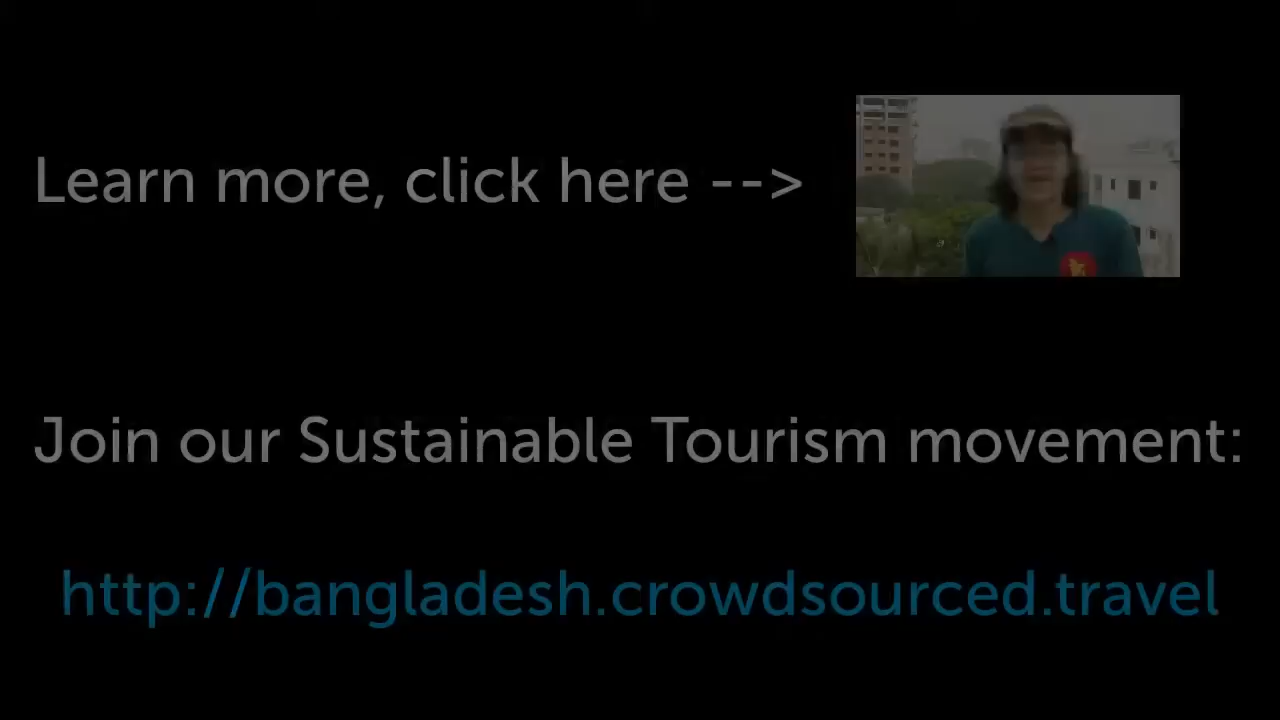 Learn more, click here -->
Join our Sustainable Tourism movement:
http://bangladesh.crowdsourced.travel